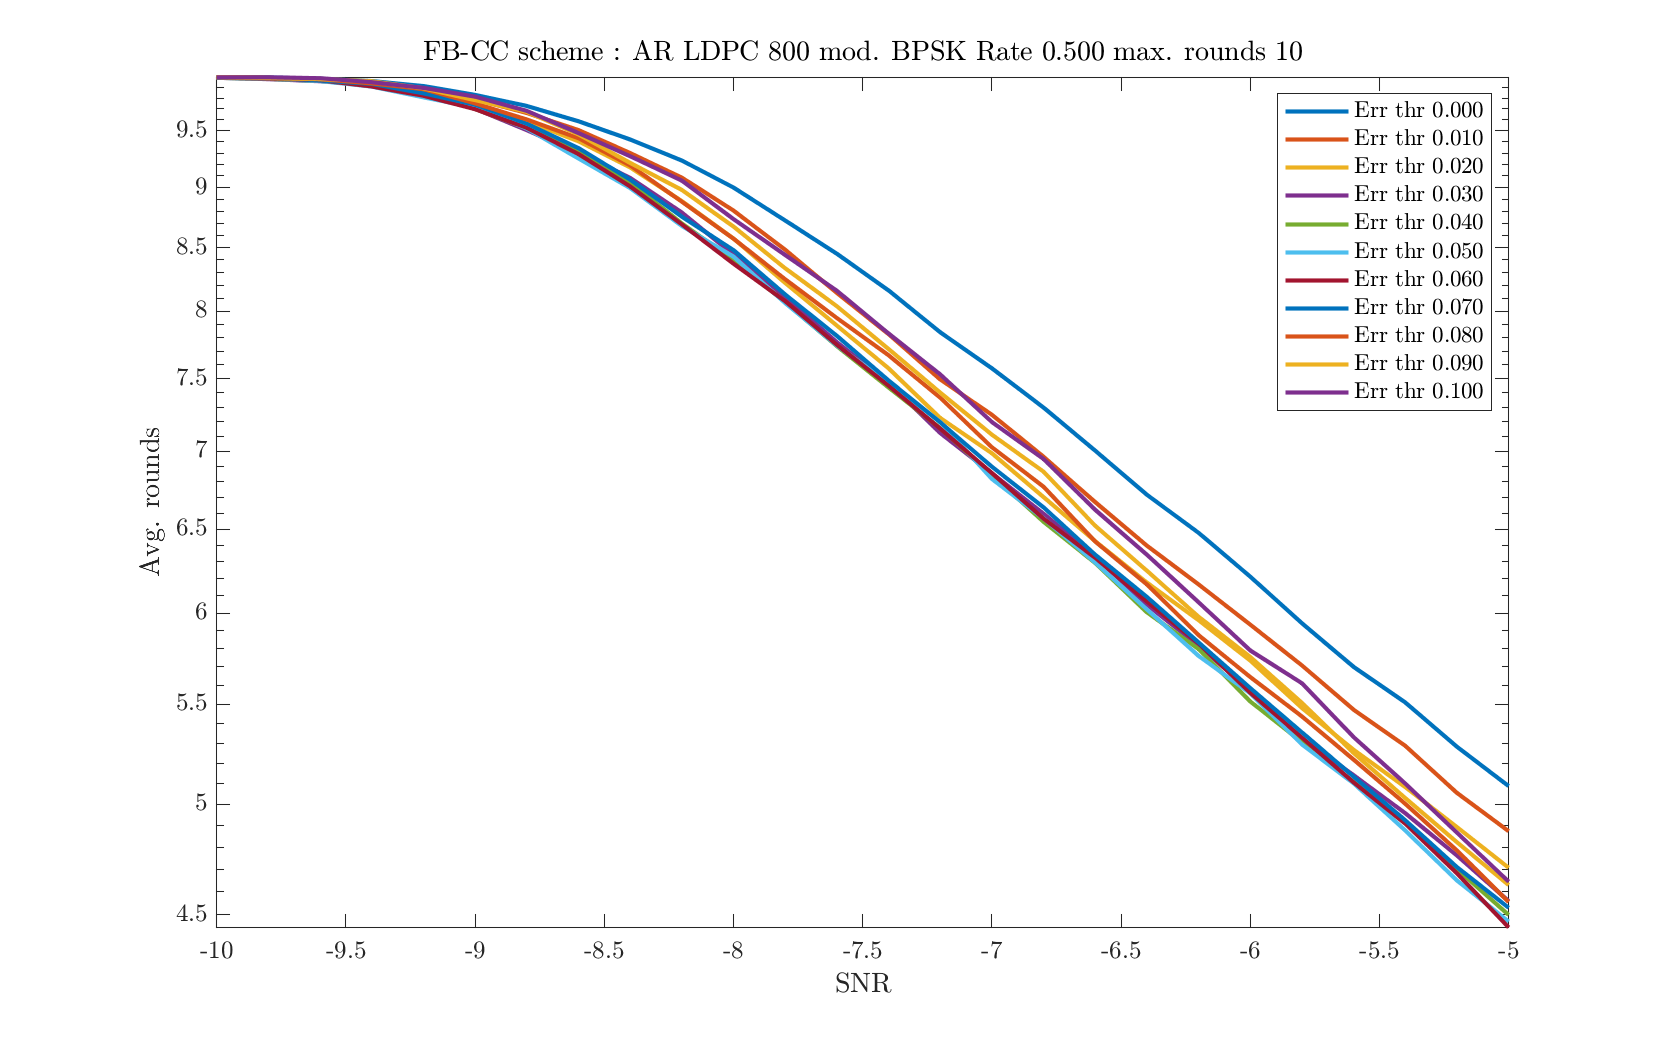 FB-CC scheme : AR LDPC 800 mod. BPSK Rate 0.500 max. rounds 10
Err thr 0.000
Err thr 0.010
Err thr 0.020
Err thr 0.030
Err thr 0.040
Err thr 0.050
Err thr 0.060
Err thr 0.070
Err thr 0.080
Err thr 0.090
Err thr 0.100
Avg. rounds
9.5
9
8.5
8
7.5
7
6.5
6
5.5
5
4.5
-10 -9.5 -9 -8.5 -8 -7.5 -7 -6.5 -6 -5.5 -5
SNR